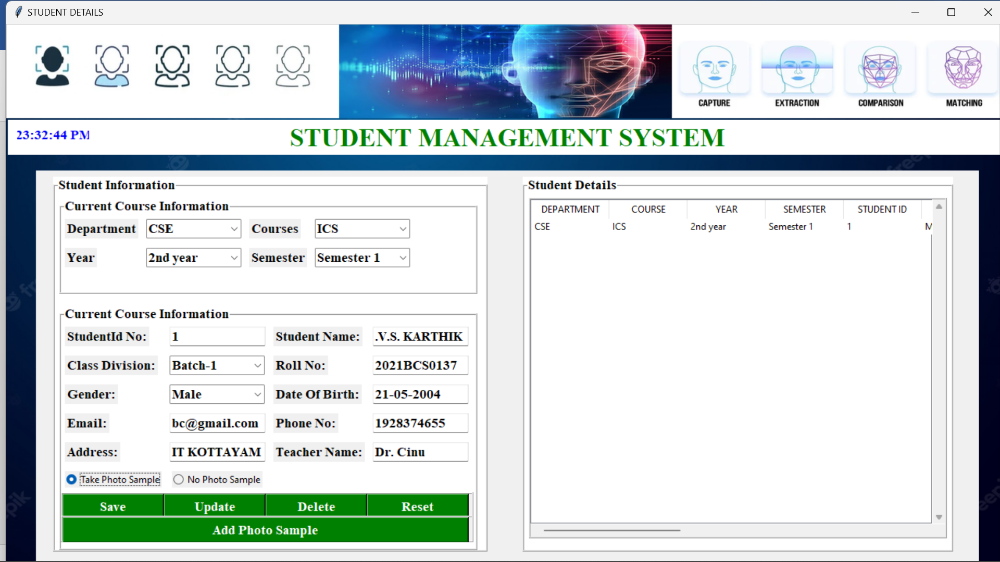 STUDENT DETAILS
CAPTURE EXTRACTION COMPARISON MATCHING
23:32:44 PM
STUDENT MANAGEMENT SYSTEM
Student Information
Current Course Information
Department CSE Courses ICS
Year 2nd year Semester Semester 1
Current Course Information
StudentId No: 1 Student Name: .V.S. KARTHIK
Class Division: Batch-1 Roll No: 2021BCS0137
Gender: Male Date Of Birth: 21-05-2004
Email: bc@gmail.com Phone No: 1928374655
Address: IT KOTTAYAM Teacher Name: Dr. Cinu
Take Photo Sample No Photo Sample
Save Update Delete Reset
Add Photo Sample
Student Details
DEPARTMENT COURSE YEAR SEMESTER STUDENT ID
CSE ICS 2nd year Semester 1 1 M